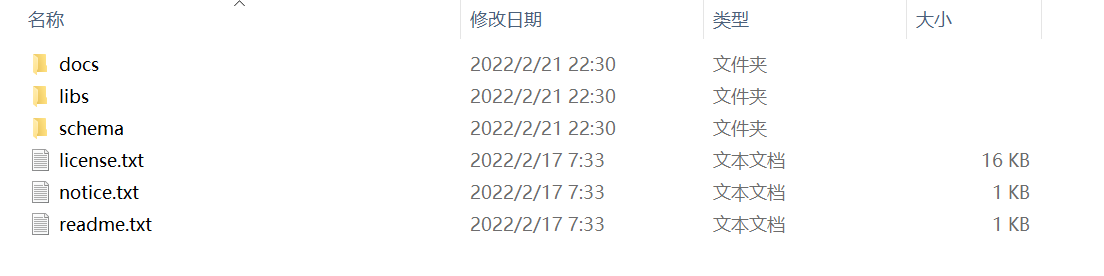 名称 修改日期 类型 大小
docs 2022/2/21 22:30 文件夹
libs 2022/2/21 22:30 文件夹
schema 2022/2/21 22:30 文件夹
license.txt 2022/2/17 7:33 文本文档 16 KB
notice.txt 2022/2/17 7:33 文本文档 1 KB
readme.txt 2022/2/17 7:33 文本文档 1 KB